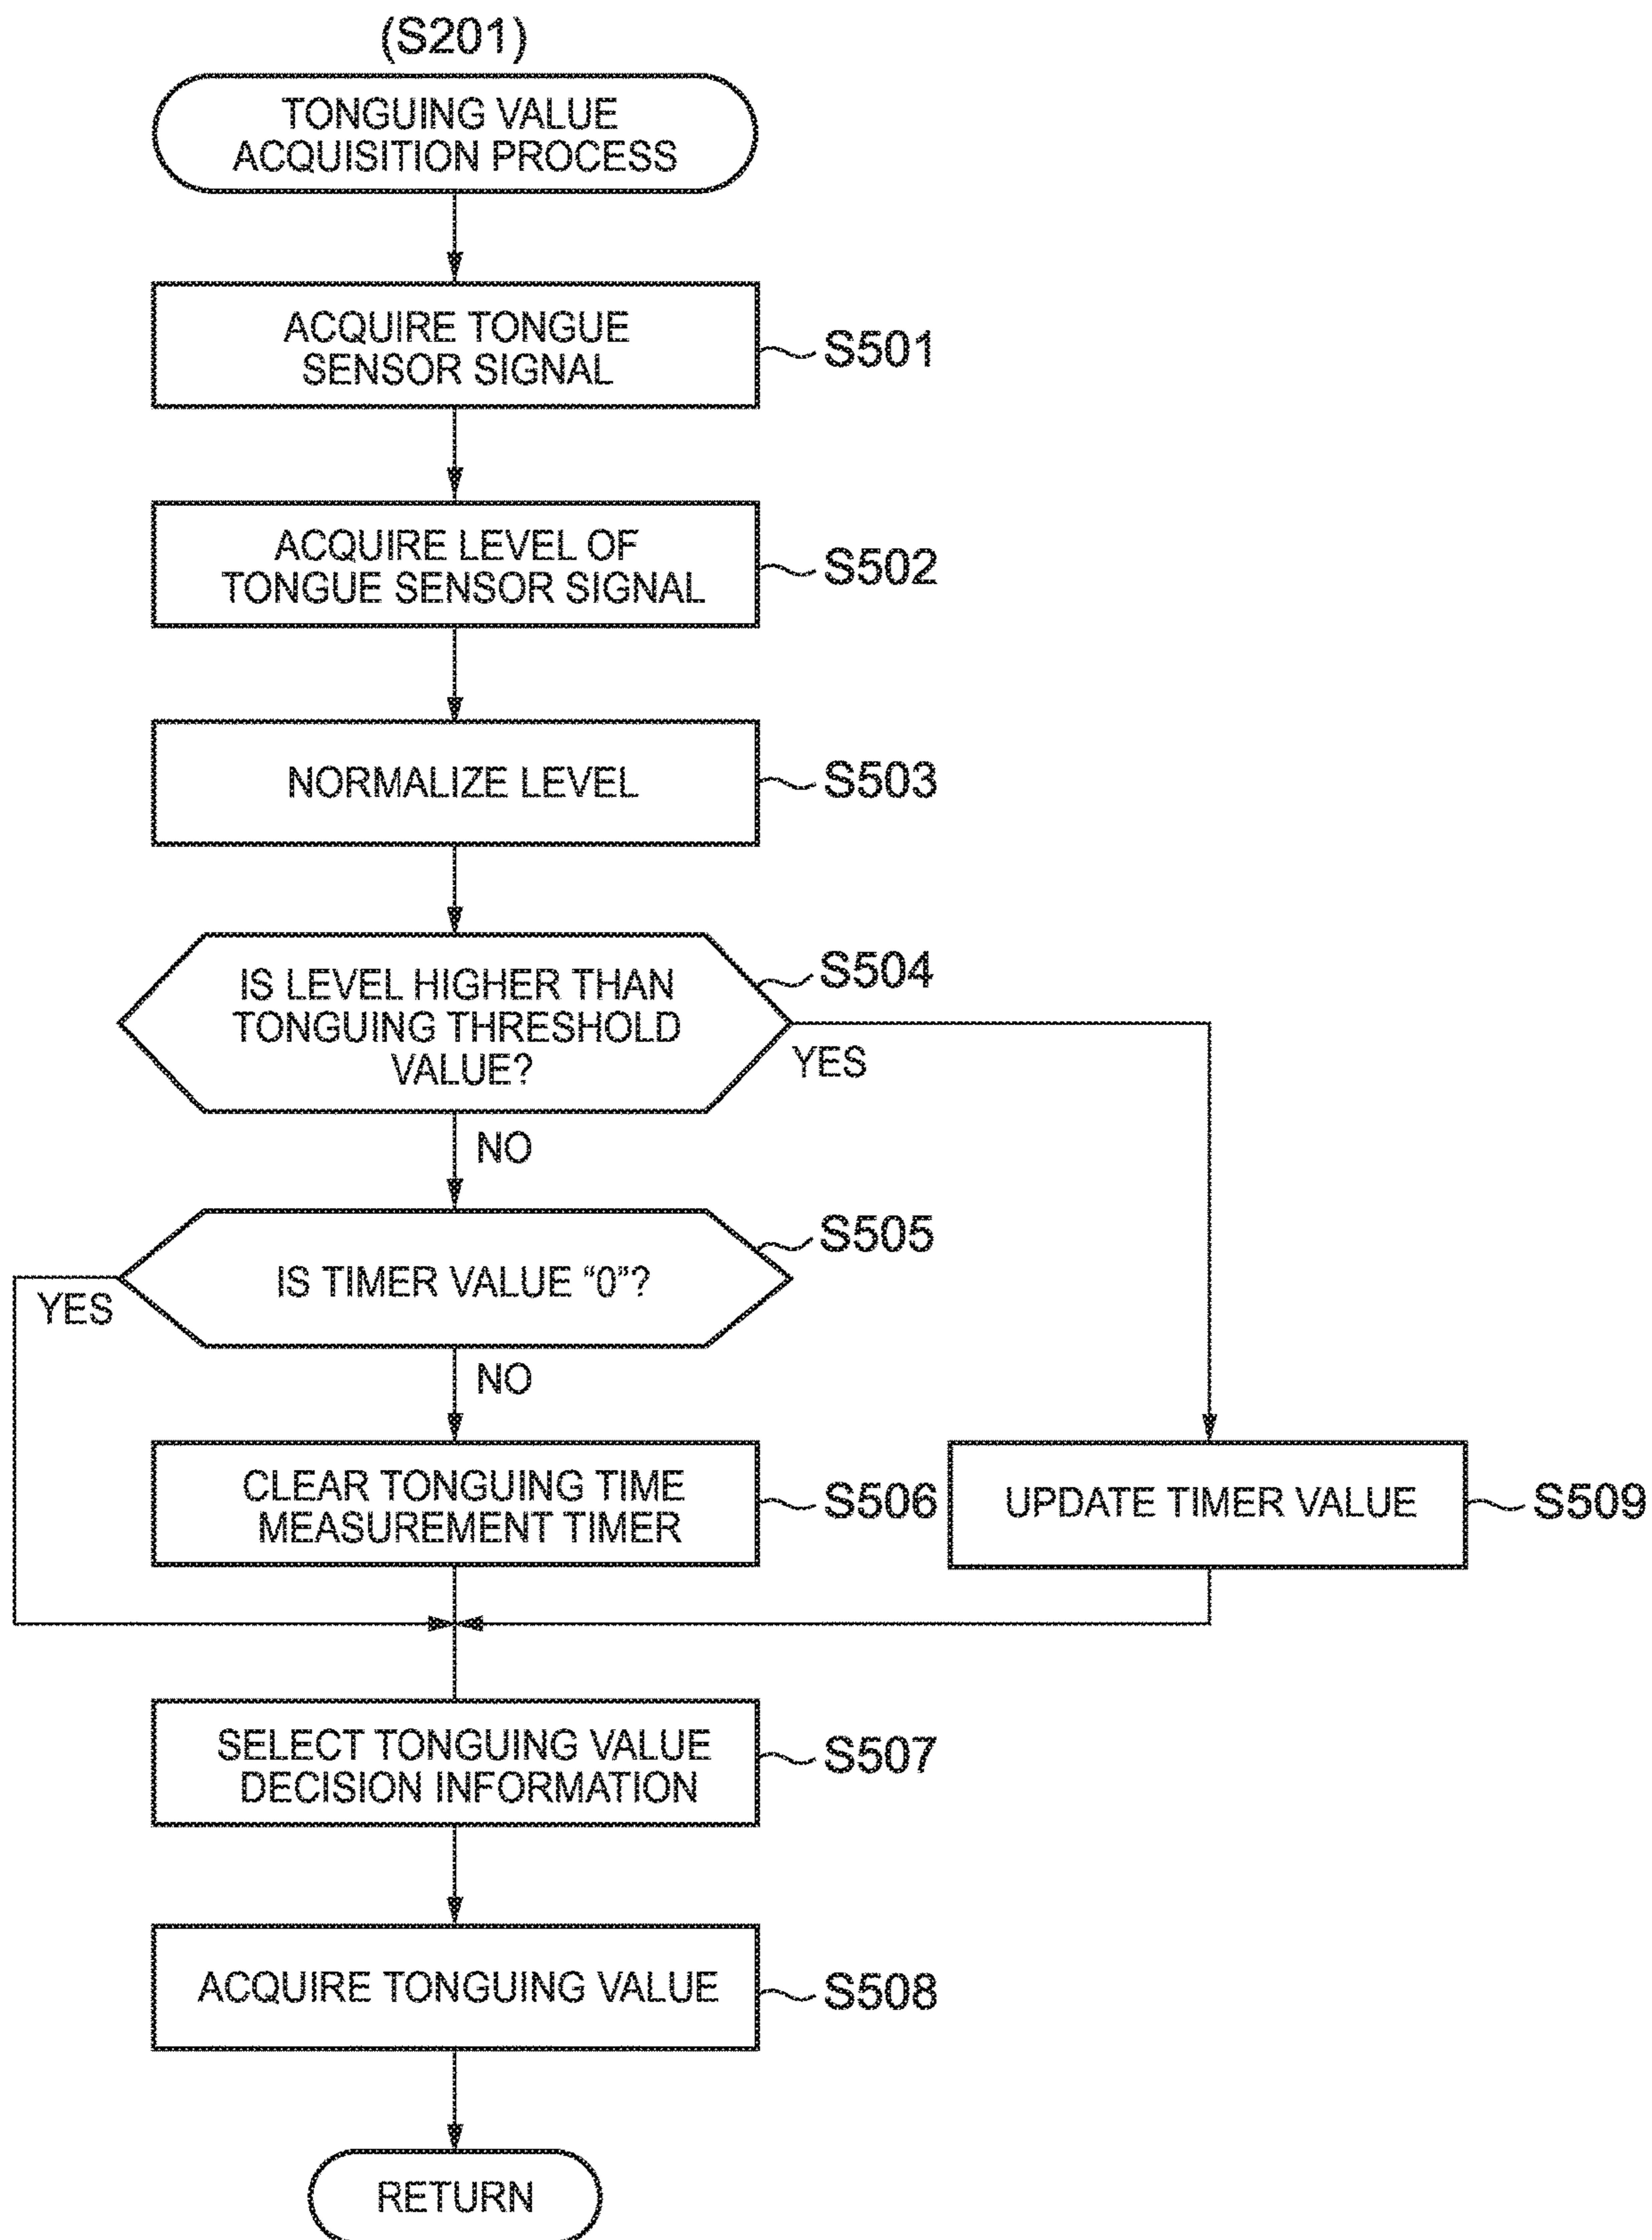 (S201)
TONGUING VALUE
ACQUISITION PROCESS
ACQUIRE TONGUE
SENSOR SIGNAL
S501
ACQUIRE LEVEL OF
TONGUE SENSOR SIGNAL
S502
NORMALIZE LEVEL
S503
IS LEVEL HIGHER THAN
TONGUING THRESHOLD
VALUE?
S504
YES
NO
IS TIMER VALUE “0”?
S505
YES
NO
CLEAR TONGUING TIME
MEASUREMENT TIMER
S506
UPDATE TIMER VALUE
S509
SELECT TONGUING VALUE
DECISION INFORMATION
S507
ACQUIRE TONGUING VALUE
S508
RETURN